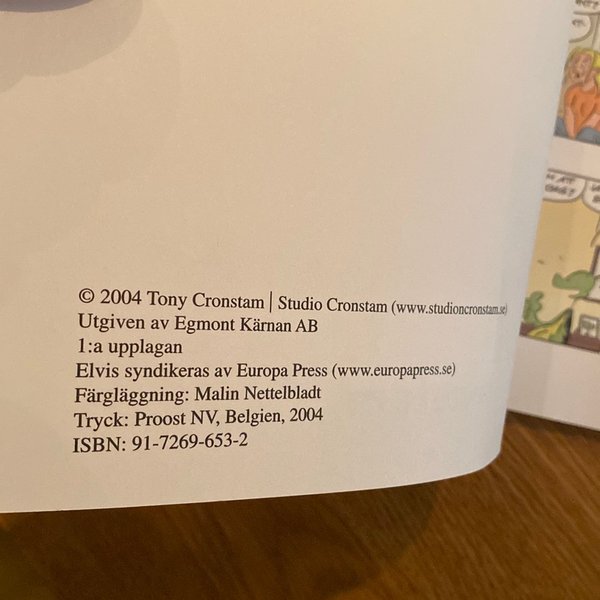 © 2004 Tony Cronstam | Studio Cronstam (www.studioncronstam.se)
Utgiven av Egmont Kärnan AB
1:a upplagan
Elvis syndikeras av Europa Press (www.europapress.se)
Färgläggning: Malin Nettelbladt
Tryck: Proost NV, Belgien, 2004
ISBN: 91-7269-653-2